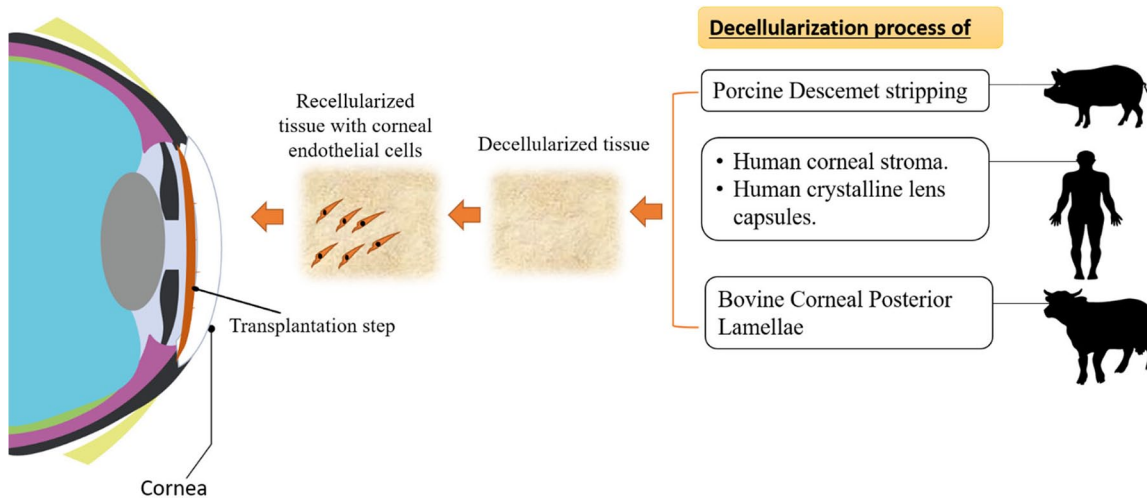 Decellularization process of
Porcine Descemet stripping
• Human corneal stroma.
• Human crystalline lens
capsules.
Bovine Corneal Posterior
Lamellae
Decellularized tissue
Recellularized
tissue with corneal
endothelial cells
Transplantation step
Cornea